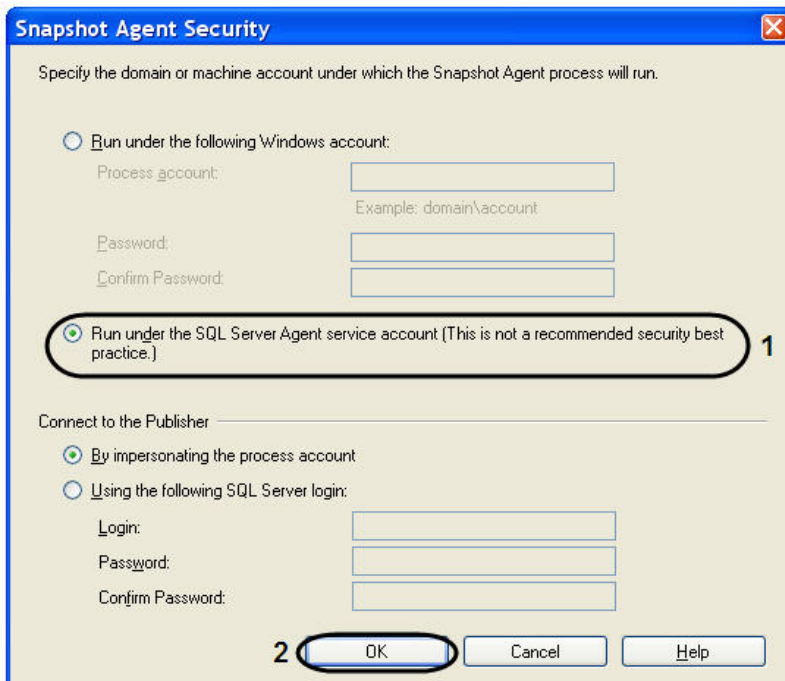 Snapshot Agent Security
Specify the domain or machine account under which the Snapshot Agent process will run.
Run under the following Windows account:
Process account:
Example: domain\account
Password:
Confirm Password:
Run under the SQL Server Agent service account (This is not a recommended security best
practice.)
1
Connect to the Publisher
By impersonating the process account
Using the following SQL Server login:
Login:
Password:
Confirm Password:
2 OK Cancel Help